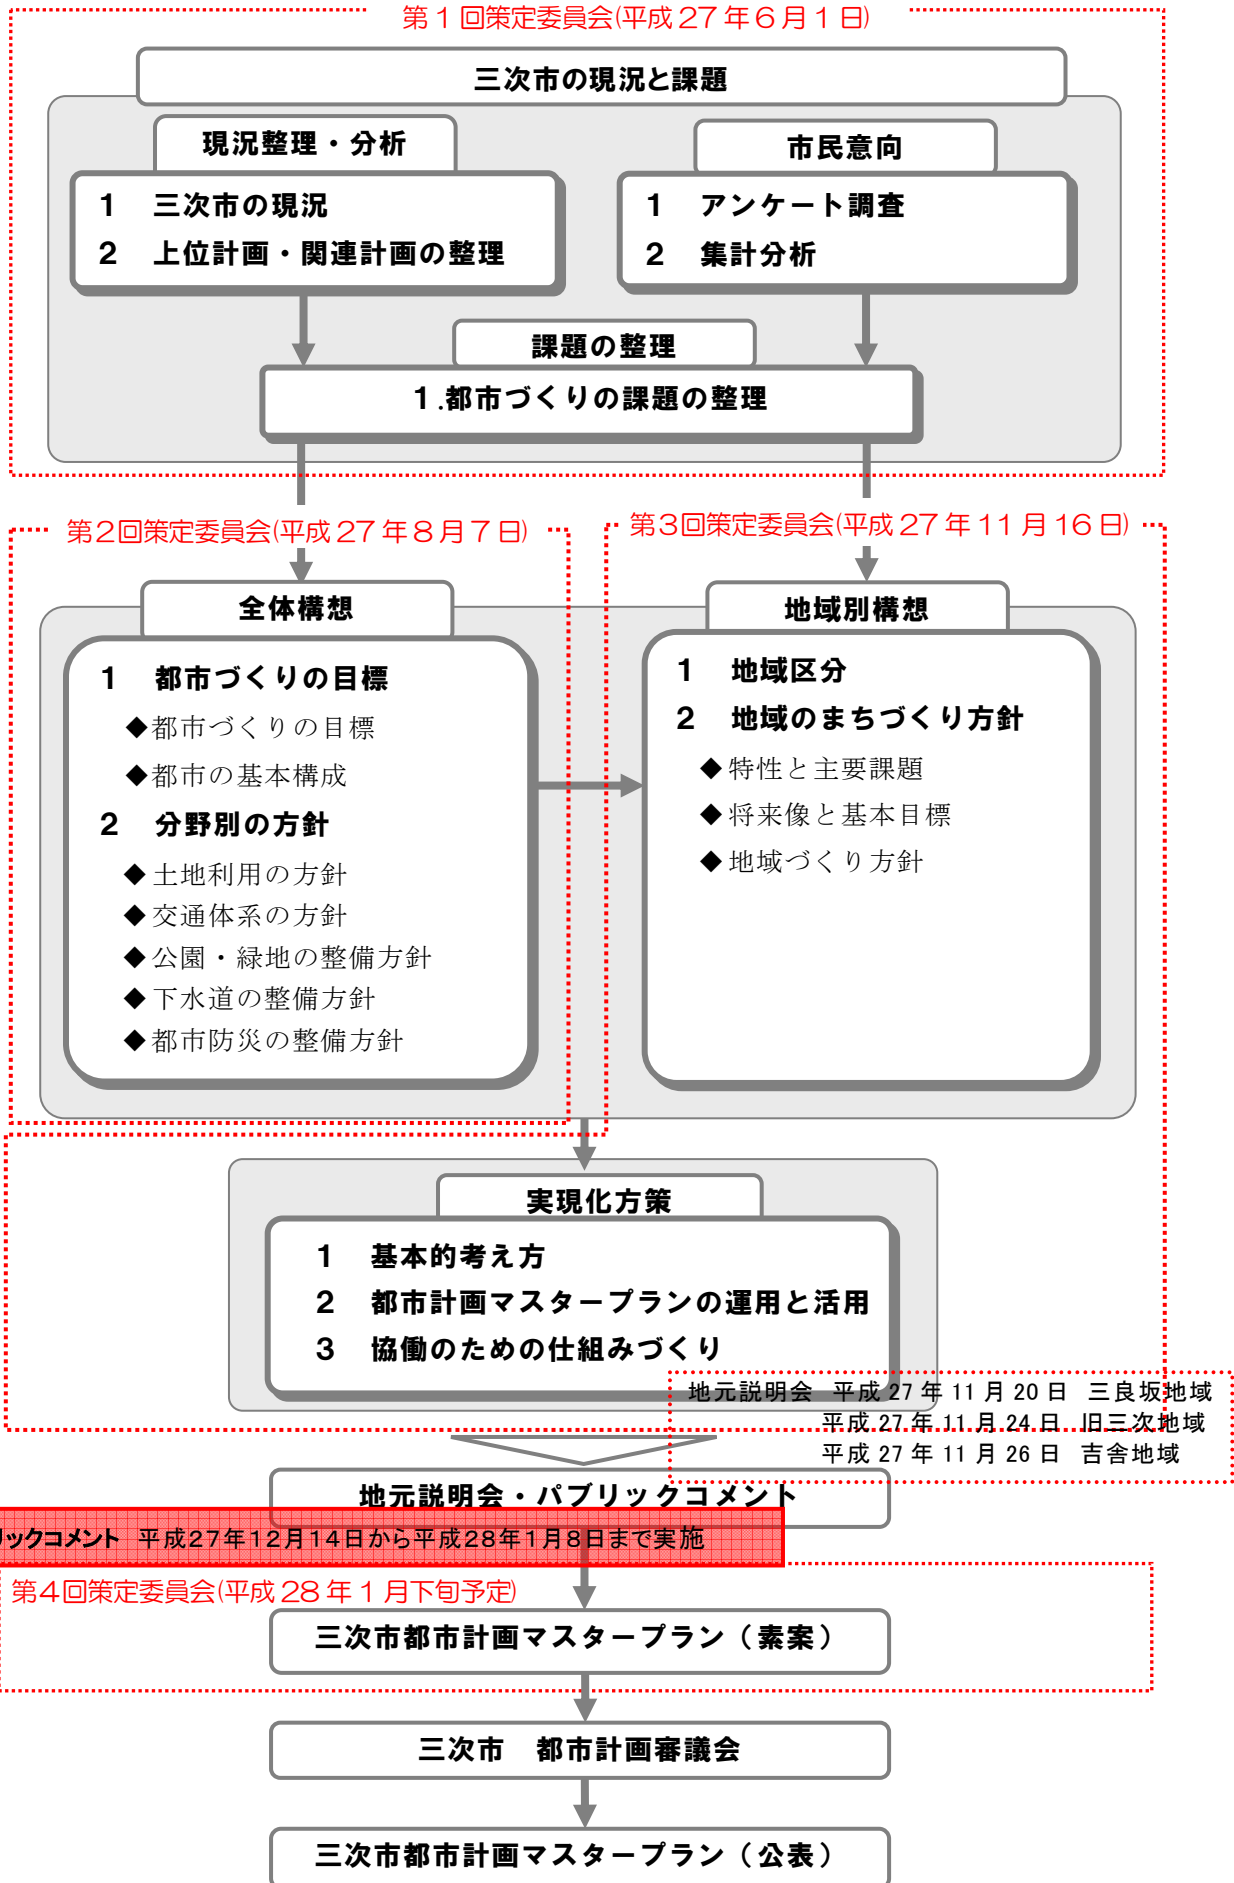 第1回策定委員会(平成27年6月1日)
三次市の現況と課題
現況整理・分析
1 三次市の現況
2 上位計画・関連計画の整理
市民意向
1 アンケート調査
2 集計分析
課題の整理
1.都市づくりの課題の整理
第2回策定委員会(平成27年8月7日)
全体構想
1 都市づくりの目標
◆都市づくりの目標
◆都市の基本構成
2 分野別の方針
◆土地利用の方針
◆交通体系の方針
◆公園・緑地の整備方針
◆下水道の整備方針
◆都市防災の整備方針
第3回策定委員会(平成27年11月16日)
地域別構想
1 地域区分
2 地域のまちづくり方針
◆特性と主要課題
◆将来像と基本目標
◆地域づくり方針
実現化方策
1 基本的考え方
2 都市計画マスタープランの運用と活用
3 協働のための仕組みづくり
地元説明会 平成27年11月20日 三良坂地域
平成27年11月24日 旧三次地域
平成27年11月26日 吉舎地域
地元説明会・パブリックコメント
リックコメント 平成27年12月14日から平成28年1月8日まで実施
第4回策定委員会(平成28年1月下旬予定)
三次市都市計画マスタープラン(素案)
三次市 都市計画審議会
三次市都市計画マスタープラン(公表)